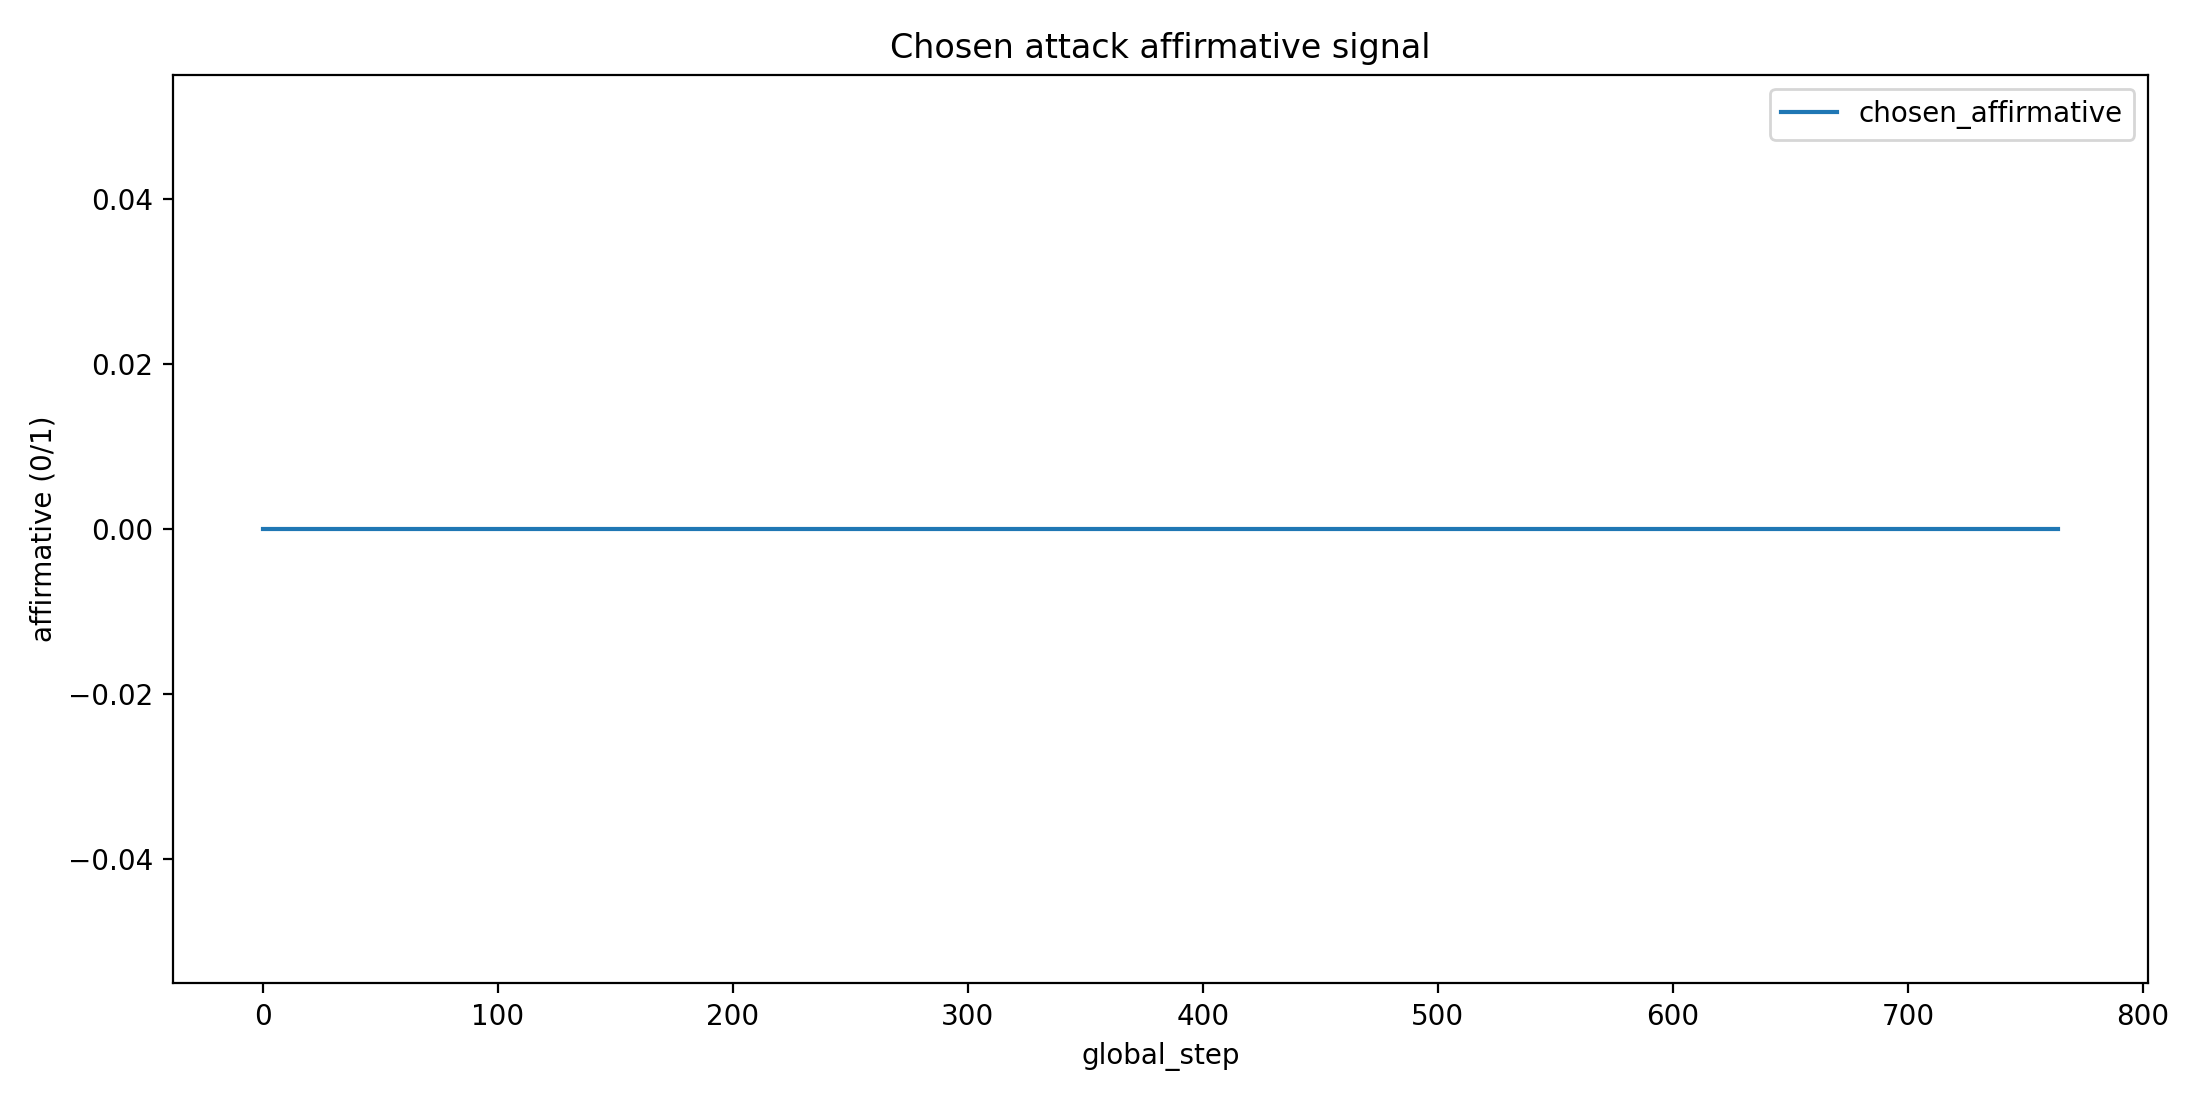 Chosen attack affirmative signal
chosen_affirmative
0.04
0.02
0.00
−0.02
−0.04
affirmative (0/1)
0 100 200 300 400 500 600 700 800
global_step